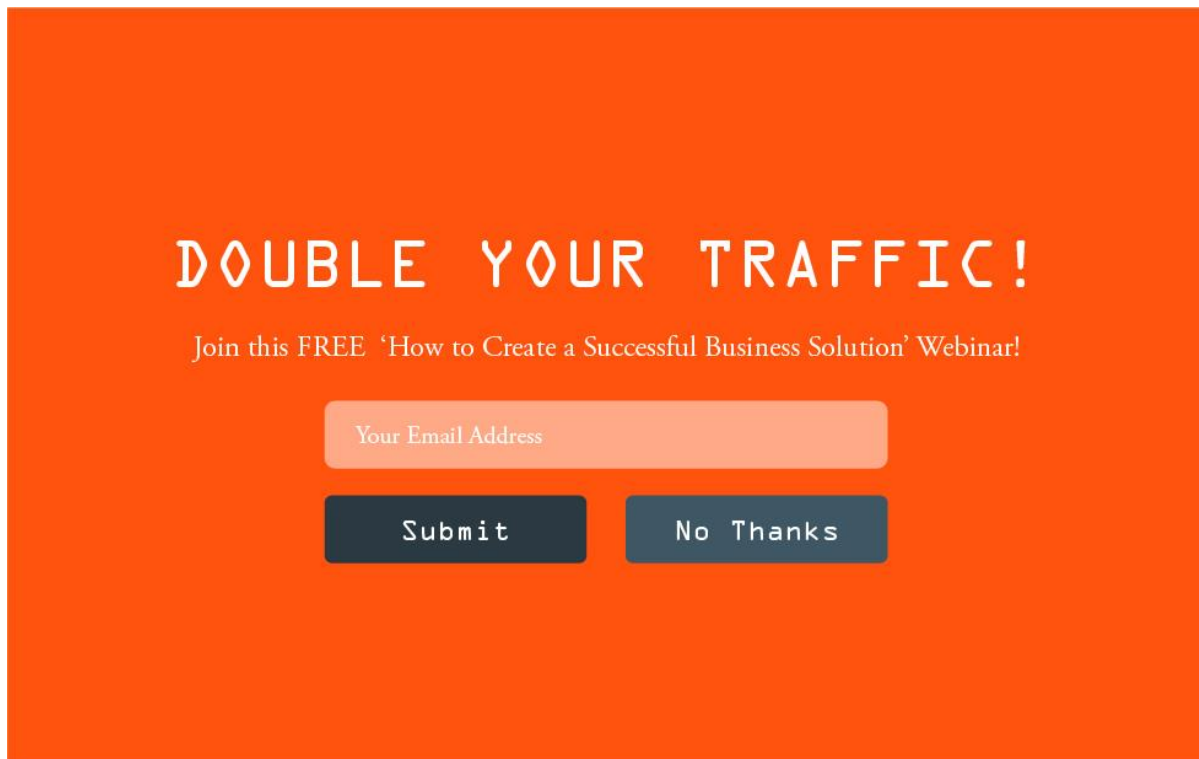 DOUBLE YOUR TRAFFIC!
Join this FREE ‘How to Create a Successful Business Solution’ Webinar!
Your Email Address
Submit
No Thanks